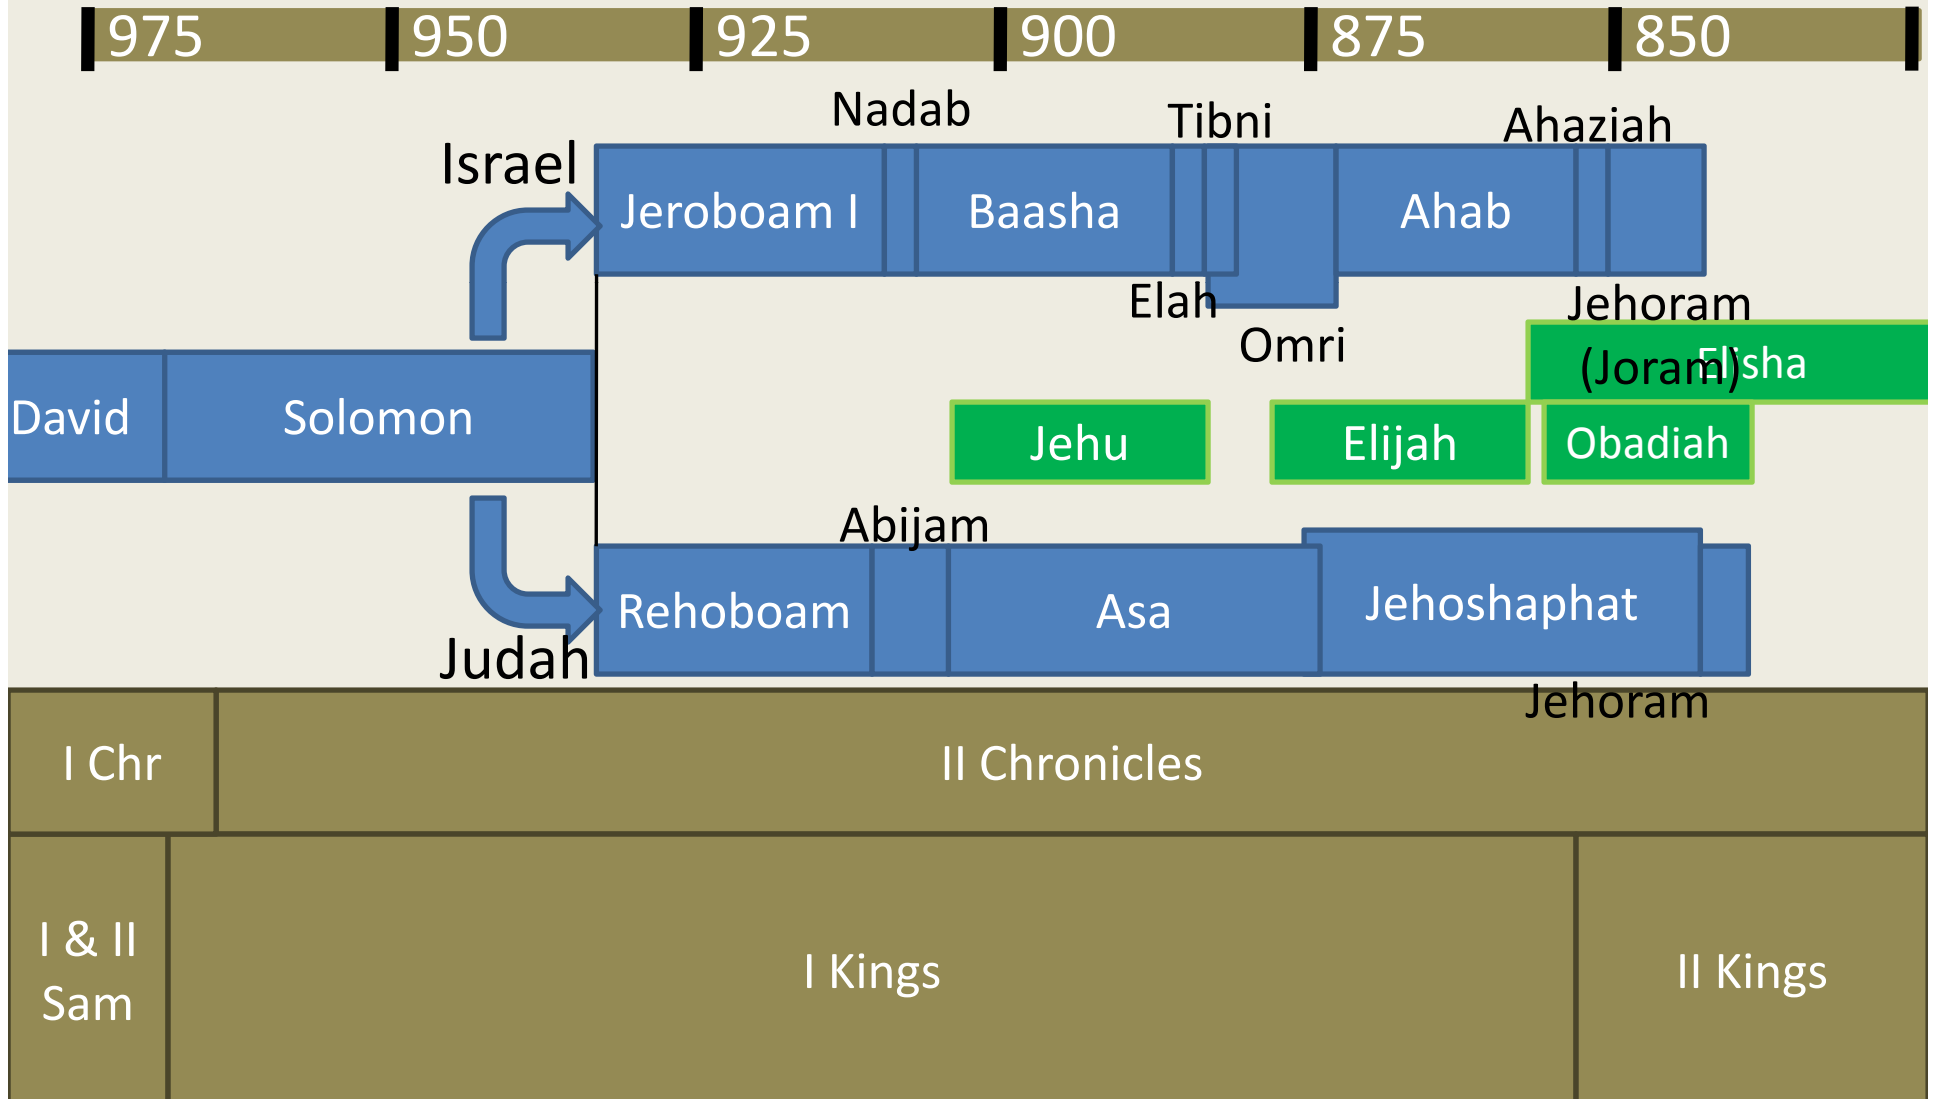 975 950 925 900 875 850
Nadab
Tibni
Ahaziah
Israel
Jeroboam I
Baasha
Ahab
Elah
Jehoram
(Joram)
Omri
Elisha
David
Solomon
Jehu
Elijah
Obadiah
Abijam
Rehoboam
Asa
Jehoshaphat
Judah
Jehoram
I Chr
II Chronicles
I & II
Sam
I Kings
II Kings